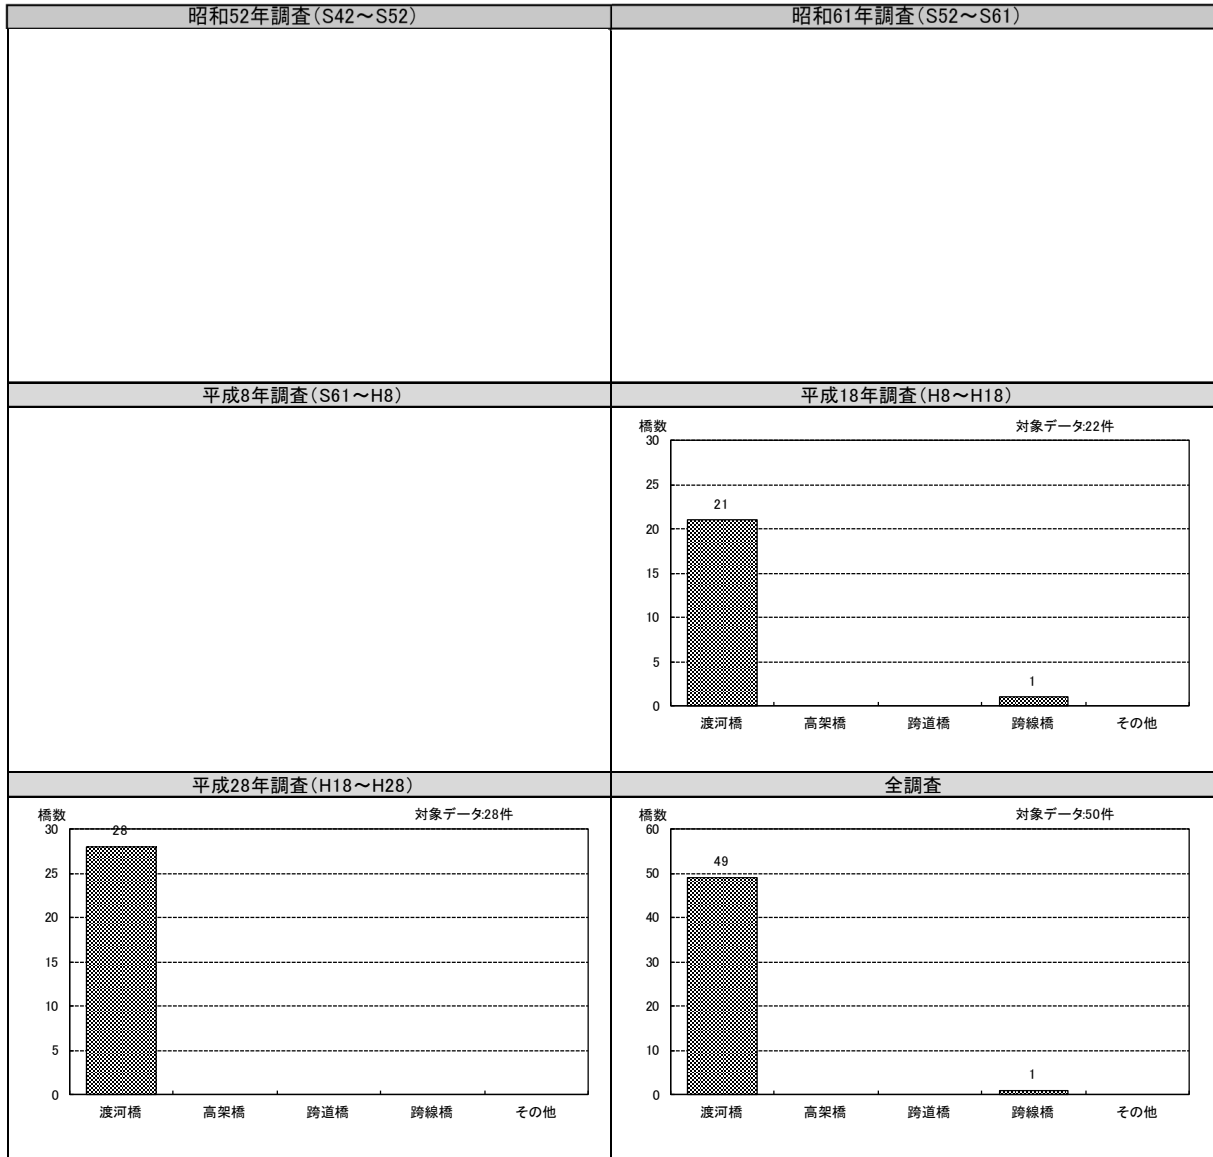 昭和52年調査(S42～S52)
昭和61年調査(S52～S61)
平成8年調査(S61～H8)
平成18年調査(H8～H18)
橋数
対象データ:22件
30
25
20
15
10
5
0
21
1
渡河橋 高架橋 跨道橋 跨線橋 その他
平成28年調査(H18～H28)
橋数
対象データ:28件
30
25
20
15
10
5
0
28
渡河橋 高架橋 跨道橋 跨線橋 その他
全調査
橋数
対象データ:50件
60
50
40
30
20
10
0
49
1
渡河橋 高架橋 跨道橋 跨線橋 その他